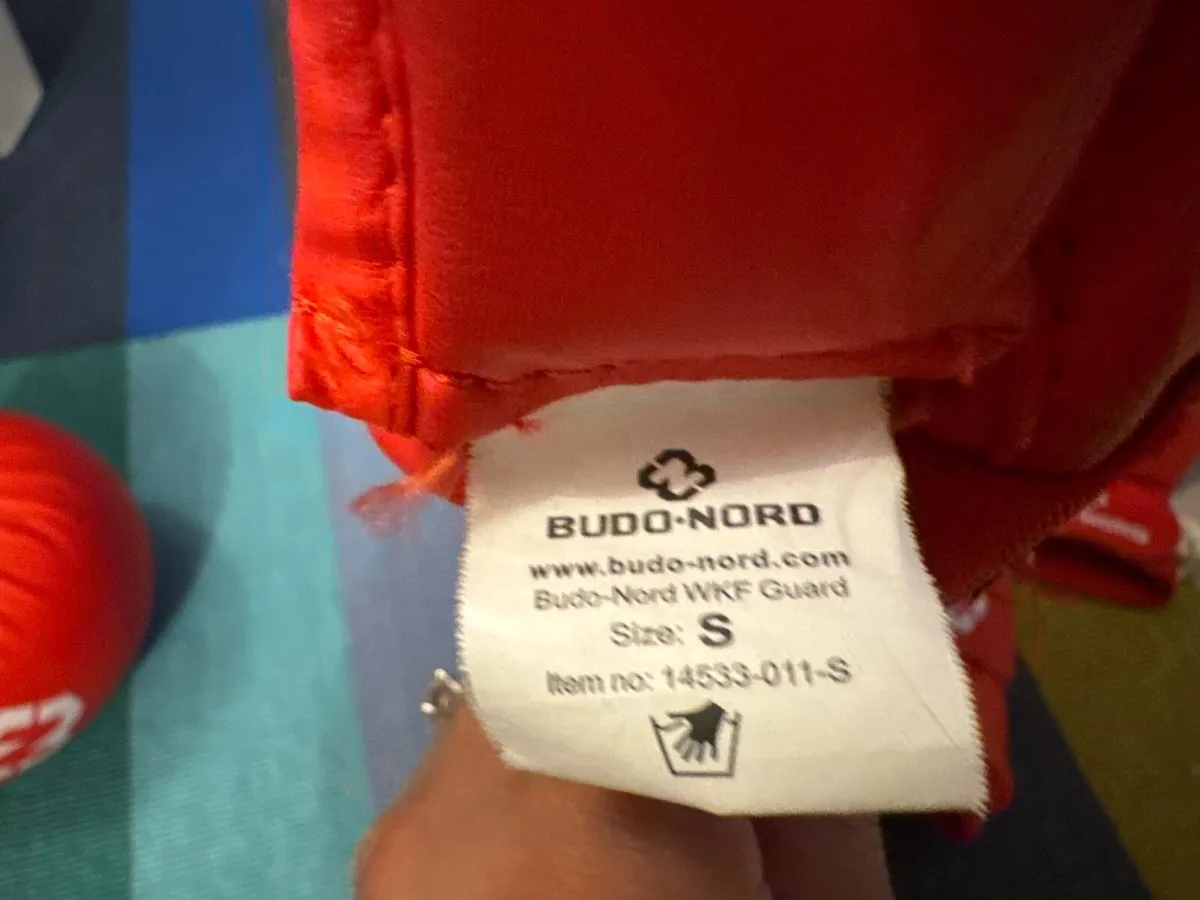 BUDO·NORD
www.budo-nord.com
Budo-Nord WKF Guard
Size: S
Item no: 14533-011-S